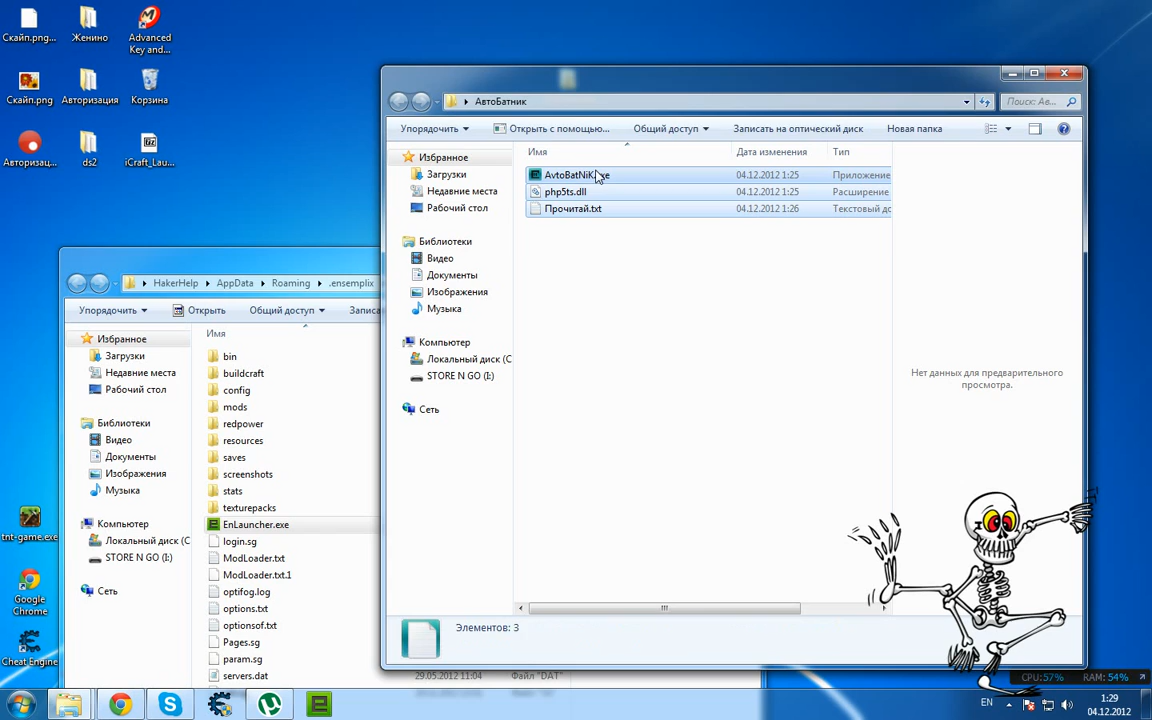 Скайп.png...
Женино
Advanced
Key and...
Скайп.png
Авторизация
Корзина
Авторизац...
ds2
iCraft_Lau...
tnt-game.exe
Google
Chrome
Cheat Engine
АвтоБатник
Поиск: Ав...
Упорядочить
Открыть с помощью...
Общий доступ
Записать на оптический диск
Новая папка
Избранное
Загрузки
Недавние места
Рабочий стол
Библиотеки
Видео
Документы
Изображения
Музыка
Компьютер
Локальный диск (C
STORE N GO (I:)
Сеть
Имя
Дата изменения
Тип
AvtoBatNiK.exe
04.12.2012 1:25
Приложение
php5ts.dll
04.12.2012 1:25
Расширение
Прочитай.txt
04.12.2012 1:26
Текстовый до
Нет данных для предварительного
просмотра.
Элементов: 3
HakerHelp
AppData
Roaming
.ensemplix
Упорядочить
Открыть
Общий доступ
Записа
Избранное
Загрузки
Недавние места
Рабочий стол
Библиотеки
Видео
Документы
Изображения
Музыка
Компьютер
Локальный диск (C
STORE N GO (I:)
Сеть
Имя
bin
buildcraft
config
mods
redpower
resources
saves
screenshots
stats
texturepacks
EnLauncher.exe
login.sg
ModLoader.txt
ModLoader.txt.1
optifog.log
options.txt
optionsof.txt
Pages.sg
param.sg
servers.dat
29.05.2012 11:04
Файл "DAT"
CPU:57%
RAM: 54%
EN
1:29
04.12.2012